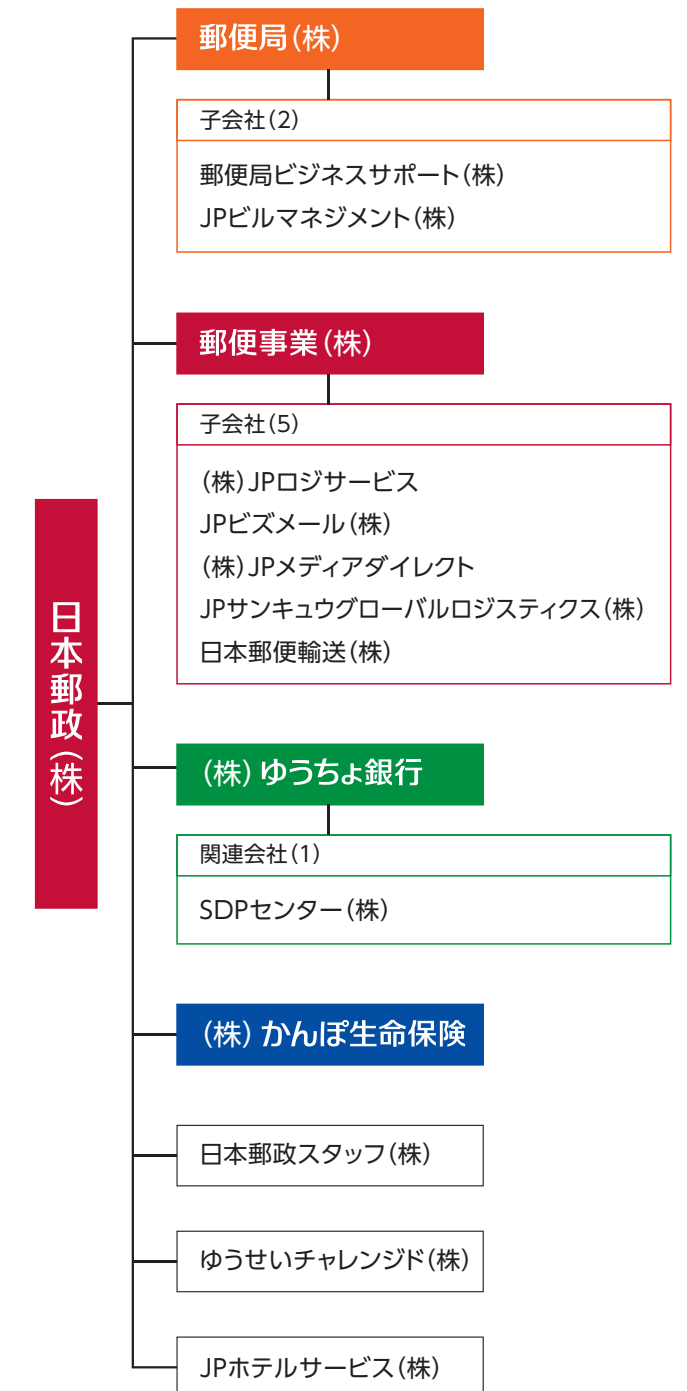 日本郵政(株)
郵便局(株)
子会社(2)
郵便局ビジネスサポート(株)
JPビルマネジメント(株)
郵便事業(株)
子会社(5)
(株)JPロジサービス
JPビズメール(株)
(株)JPメディアダイレクト
JPサンキュウグローバルロジスティクス(株)
日本郵便輸送(株)
(株)ゆうちょ銀行
関連会社(1)
SDPセンター(株)
(株)かんぽ生命保険
日本郵政スタッフ(株)
ゆうせいチャレンジド(株)
JPホテルサービス(株)